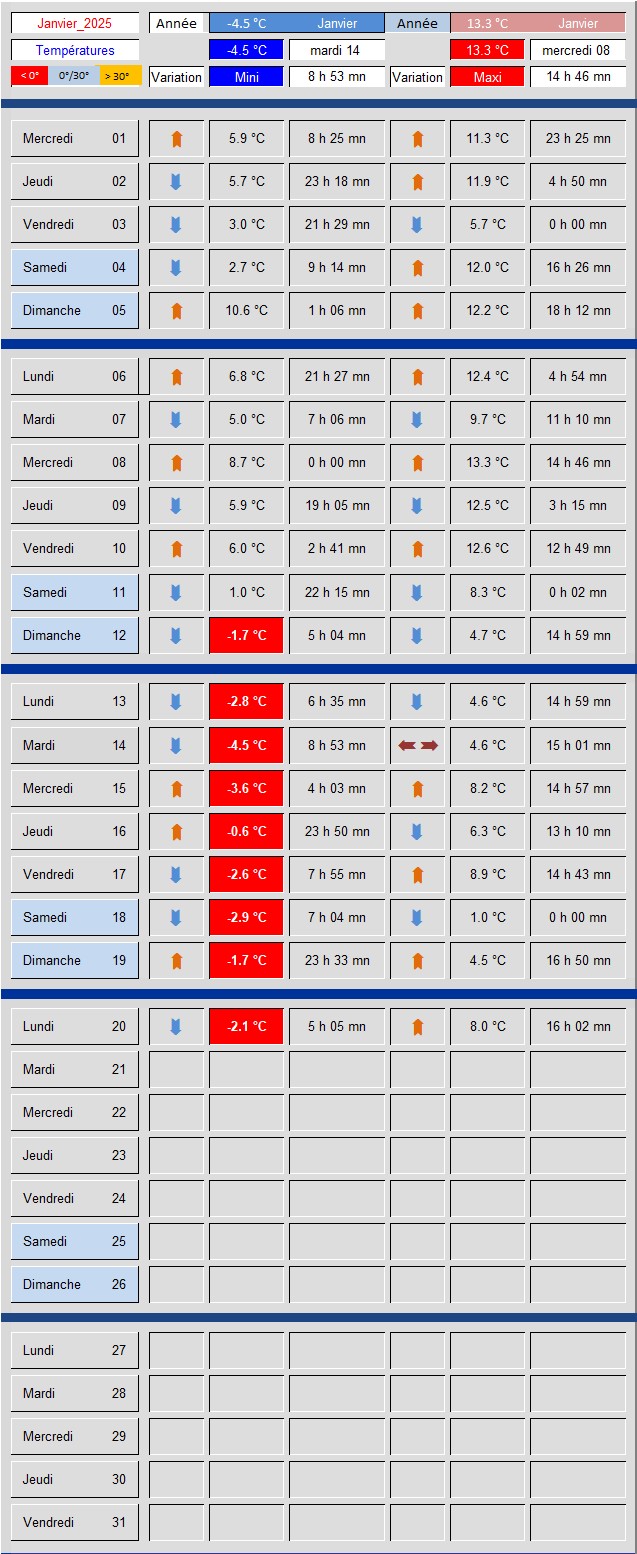 Janvier_2025 Année -4.5 °C Janvier Année 13.3 °C Janvier
Températures -4.5 °C mardi 14 13.3 °C mercredi 08
< 0° 0°/30° > 30° Variation Mini 8 h 53 mn Variation Maxi 14 h 46 mn
Mercredi 01 5.9 °C 8 h 25 mn 11.3 °C 23 h 25 mn
Jeudi 02 5.7 °C 23 h 18 mn 11.9 °C 4 h 50 mn
Vendredi 03 3.0 °C 21 h 29 mn 5.7 °C 0 h 00 mn
Samedi 04 2.7 °C 9 h 14 mn 12.0 °C 16 h 26 mn
Dimanche 05 10.6 °C 1 h 06 mn 12.2 °C 18 h 12 mn
Lundi 06 6.8 °C 21 h 27 mn 12.4 °C 4 h 54 mn
Mardi 07 5.0 °C 7 h 06 mn 9.7 °C 11 h 10 mn
Mercredi 08 8.7 °C 0 h 00 mn 13.3 °C 14 h 46 mn
Jeudi 09 5.9 °C 19 h 05 mn 12.5 °C 3 h 15 mn
Vendredi 10 6.0 °C 2 h 41 mn 12.6 °C 12 h 49 mn
Samedi 11 1.0 °C 22 h 15 mn 8.3 °C 0 h 02 mn
Dimanche 12 -1.7 °C 5 h 04 mn 4.7 °C 14 h 59 mn
Lundi 13 -2.8 °C 6 h 35 mn 4.6 °C 14 h 59 mn
Mardi 14 -4.5 °C 8 h 53 mn 4.6 °C 15 h 01 mn
Mercredi 15 -3.6 °C 4 h 03 mn 8.2 °C 14 h 57 mn
Jeudi 16 -0.6 °C 23 h 50 mn 6.3 °C 13 h 10 mn
Vendredi 17 -2.6 °C 7 h 55 mn 8.9 °C 14 h 43 mn
Samedi 18 -2.9 °C 7 h 04 mn 1.0 °C 0 h 00 mn
Dimanche 19 -1.7 °C 23 h 33 mn 4.5 °C 16 h 50 mn
Lundi 20 -2.1 °C 5 h 05 mn 8.0 °C 16 h 02 mn
Mardi 21
Mercredi 22
Jeudi 23
Vendredi 24
Samedi 25
Dimanche 26
Lundi 27
Mardi 28
Mercredi 29
Jeudi 30
Vendredi 31